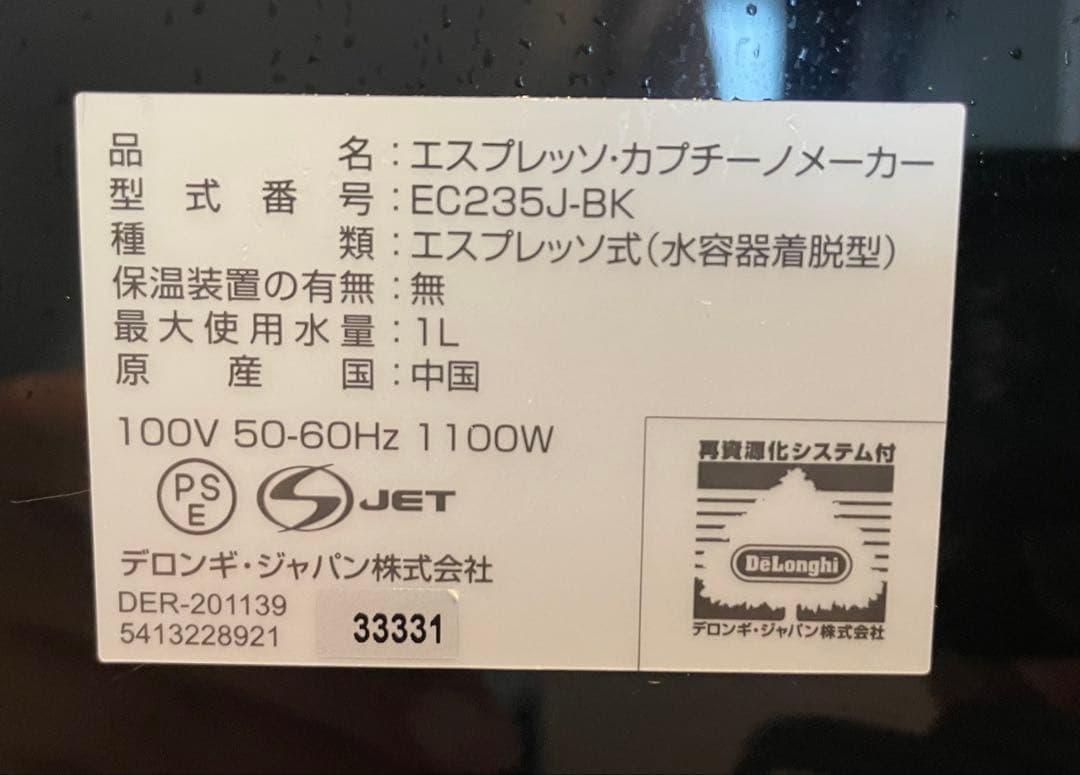 品名：エスプレッソ・カプチーノメーカー
型式番号：EC235J-BK
種類：エスプレッソ式（水容器着脱型）
保温装置の有無：無
最大使用水量：1L
原産国：中国
100V 50-60Hz 1100W
PS
E
S JET
デロンギ・ジャパン株式会社
DER-201139
5413228921
33331
再資源化システム付
DēLonghi
デロンギ・ジャパン株式会社